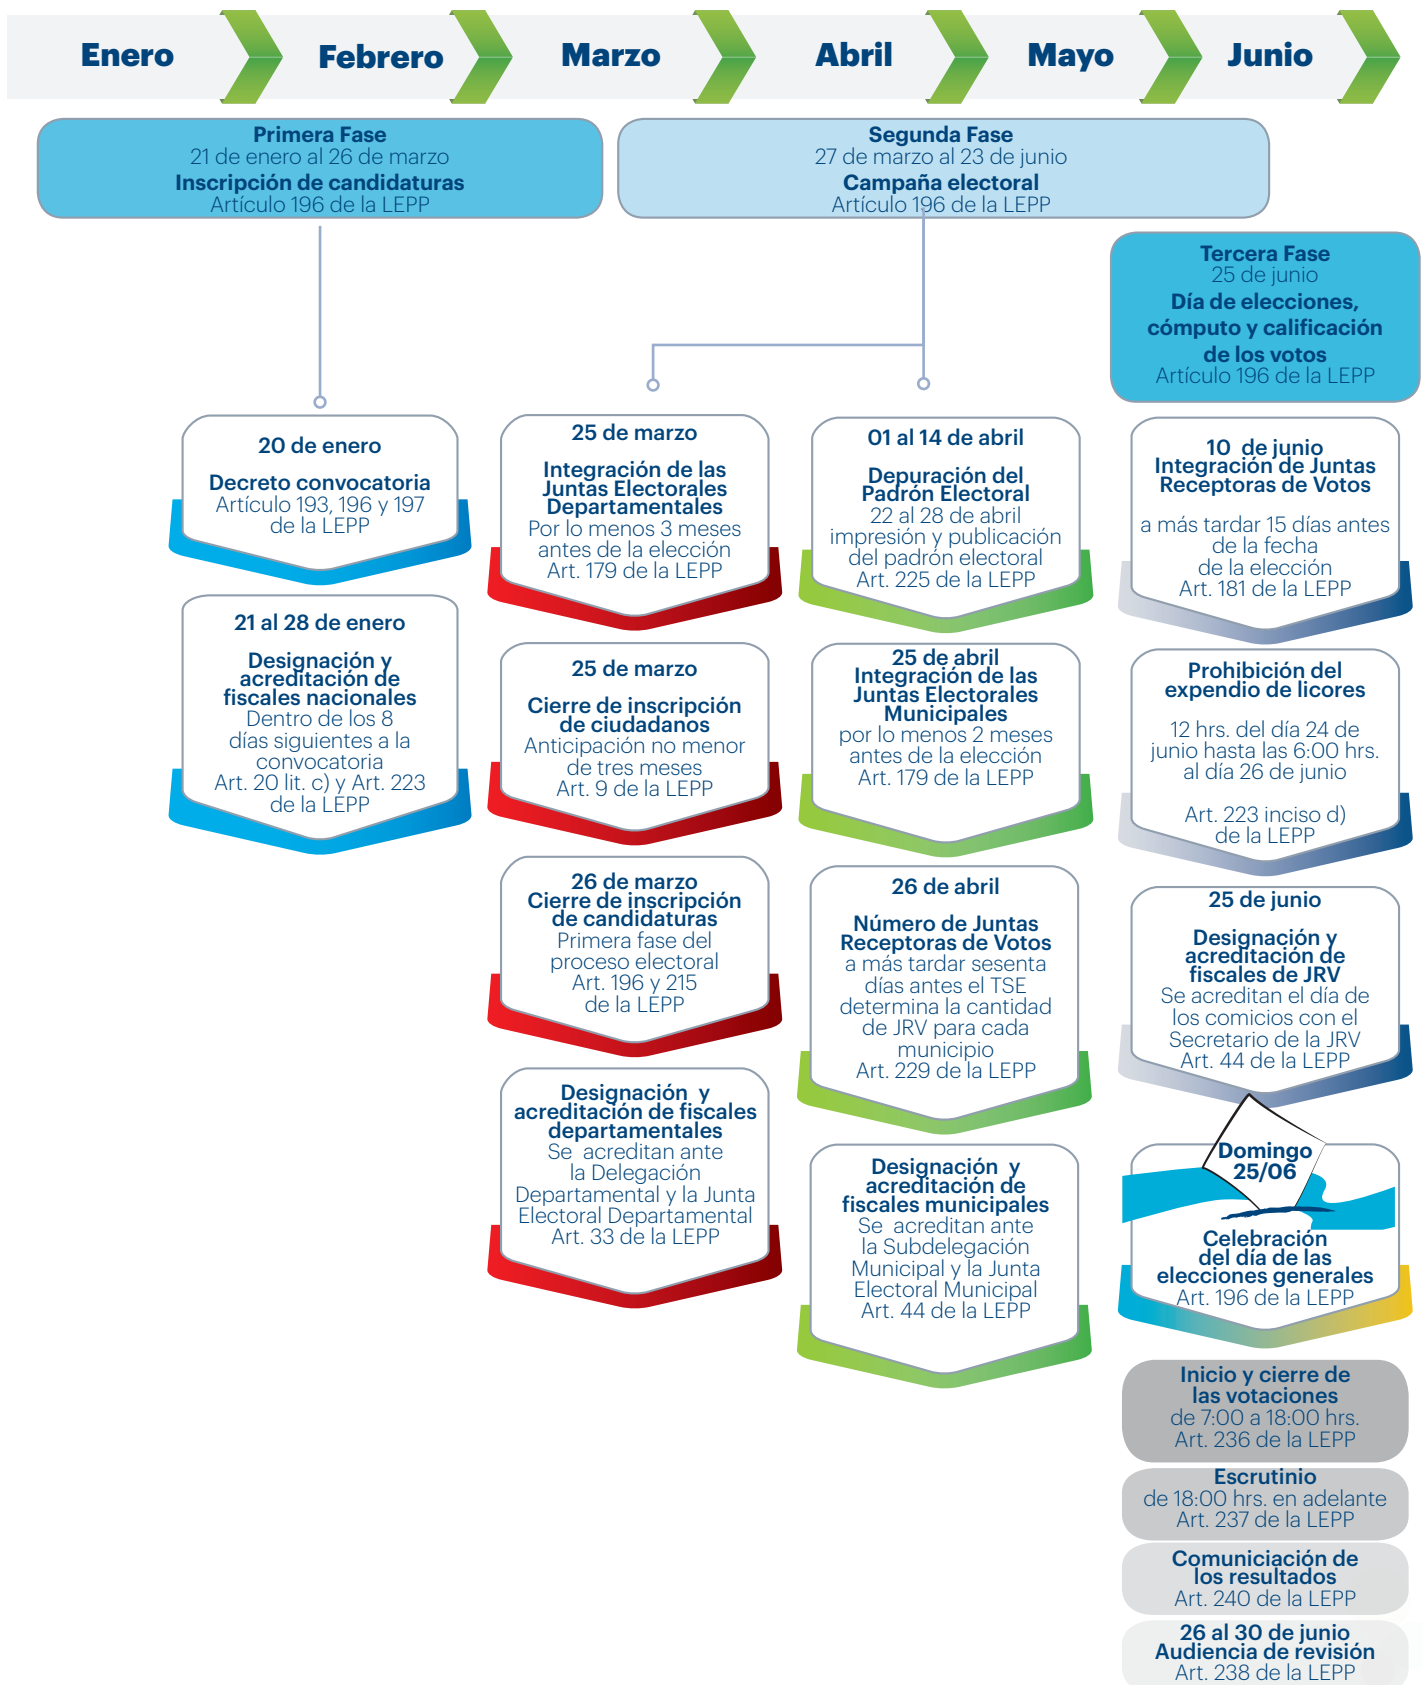 Enero
Febrero
Marzo
Abril
Mayo
Junio
Primera Fase
21 de enero al 26 de marzo
Inscripción de candidaturas
Artículo 196 de la LEPP
Segunda Fase
27 de marzo al 23 de junio
Campaña electoral
Artículo 196 de la LEPP
Tercera Fase
25 de junio
Día de elecciones,
cómputo y calificación
de los votos
Artículo 196 de la LEPP
20 de enero
Decreto convocatoria
Artículo 193, 196 y 197
de la LEPP
21 al 28 de enero
Designación y
acreditación de
fiscales nacionales
Dentro de los 8
días siguientes a la
convocatoria
Art. 20 lit. c) y Art. 223
de la LEPP
25 de marzo
Integración de las
Juntas Electorales
Departamentales
Por lo menos 3 meses
antes de la elección
Art. 179 de la LEPP
25 de marzo
Cierre de inscripción
de ciudadanos
Anticipación no menor
de tres meses
Art. 9 de la LEPP
26 de marzo
Cierre de inscripción
de candidaturas
Primera fase del
proceso electoral
Art. 196 y 215
de la LEPP
Designación y
acreditación de fiscales
departamentales
Se acreditan ante
la Delegación
Departamental y la Junta
Electoral Departamental
Art. 33 de la LEPP
01 al 14 de abril
Depuración del
Padrón Electoral
22 al 28 de abril
impresión y publicación
del padrón electoral
Art. 225 de la LEPP
25 de abril
Integración de las
Juntas Electorales
Municipales
por lo menos 2 meses
antes de la elección
Art. 179 de la LEPP
26 de abril
Número de Juntas
Receptoras de Votos
a más tardar sesenta
días antes el TSE
determina la cantidad
de JRV para cada
municipio
Art. 229 de la LEPP
Designación y
acreditación de
fiscales municipales
Se acreditan ante
la Subdelegación
Municipal y la Junta
Electoral Municipal
Art. 44 de la LEPP
10 de junio
Integración de Juntas
Receptoras de Votos
a más tardar 15 días antes
de la fecha
de la elección
Art. 181 de la LEPP
Prohibición del
expendio de licores
12 hrs. del día 24 de
junio hasta las 6:00 hrs.
al día 26 de junio
Art. 223 inciso d)
de la LEPP
25 de junio
Designación y
acreditación de
fiscales de JRV
Se acreditan el día de
los comicios con el
Secretario de la JRV
Art. 44 de la LEPP
Domingo
25/06
Celebración
del día de las
elecciones generales
Art. 196 de la LEPP
Inicio y cierre de
las votaciones
de 7:00 a 18:00 hrs.
Art. 236 de la LEPP
Escrutinio
de 18:00 hrs. en adelante
Art. 237 de la LEPP
Comuniciación de
los resultados
Art. 240 de la LEPP
26 al 30 de junio
Audiencia de revisión
Art. 238 de la LEPP